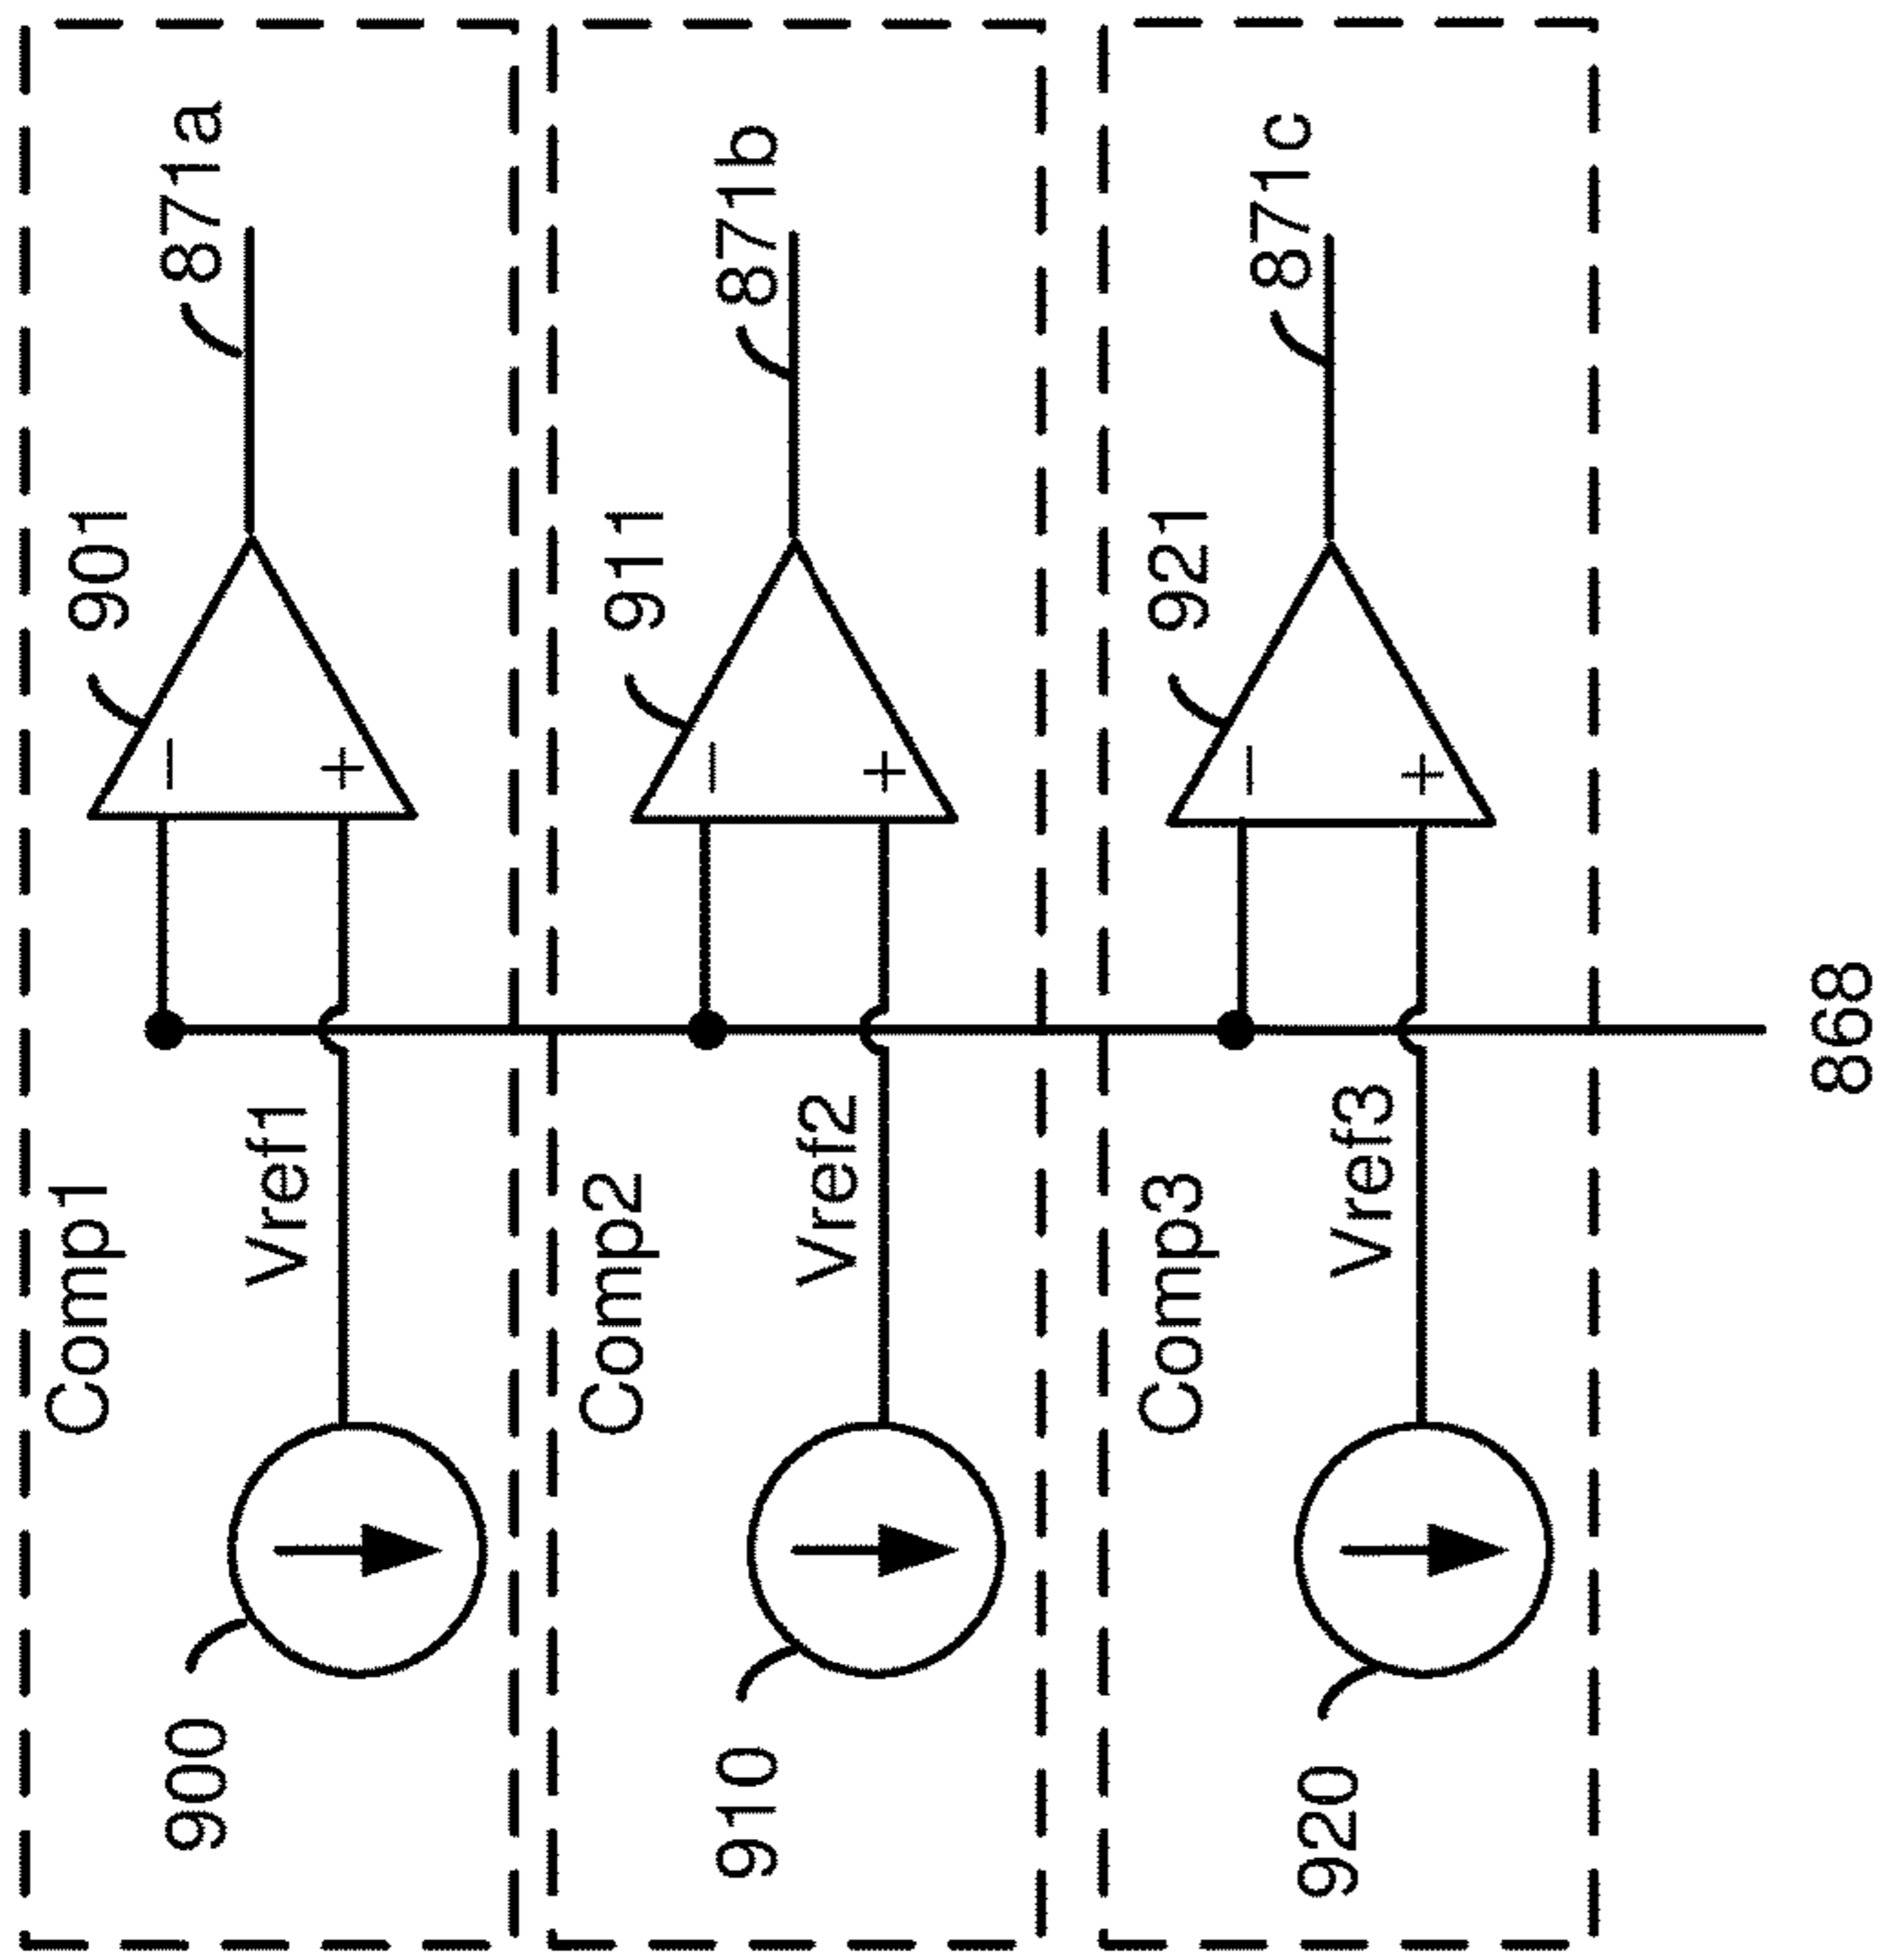 Comp1
900
Vref1
901
871a
Comp2
910
Vref2
911
871b
Comp3
920
Vref3
921
871c
868
− +
− +
− +